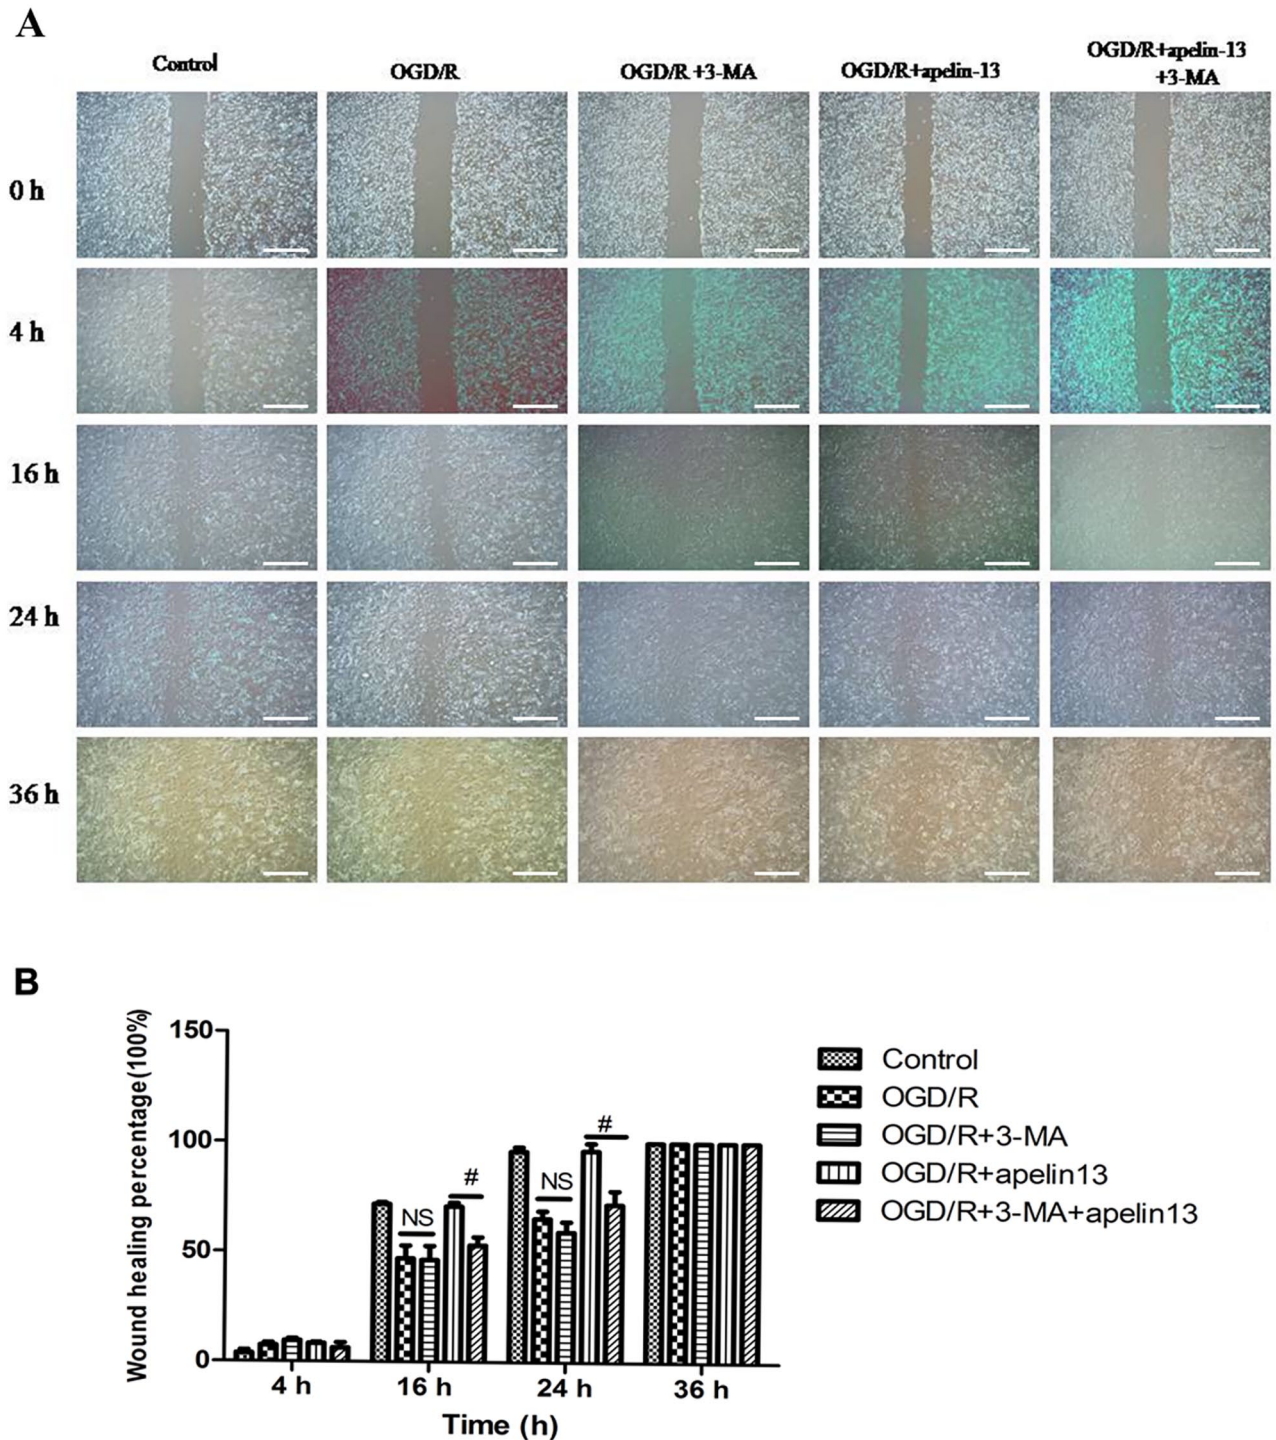 A
Control
OGD/R
OGD/R +3-MA
OGD/R+apelin-13
OGD/R+apelin-13
+3-MA
0 h
4 h
16 h
24 h
36 h
B
Wound healing percentage(100%)
150
100
50
0
NS
#
NS
#
4 h
16 h
24 h
36 h
Time (h)
Control
OGD/R
OGD/R+3-MA
OGD/R+apelin13
OGD/R+3-MA+apelin13